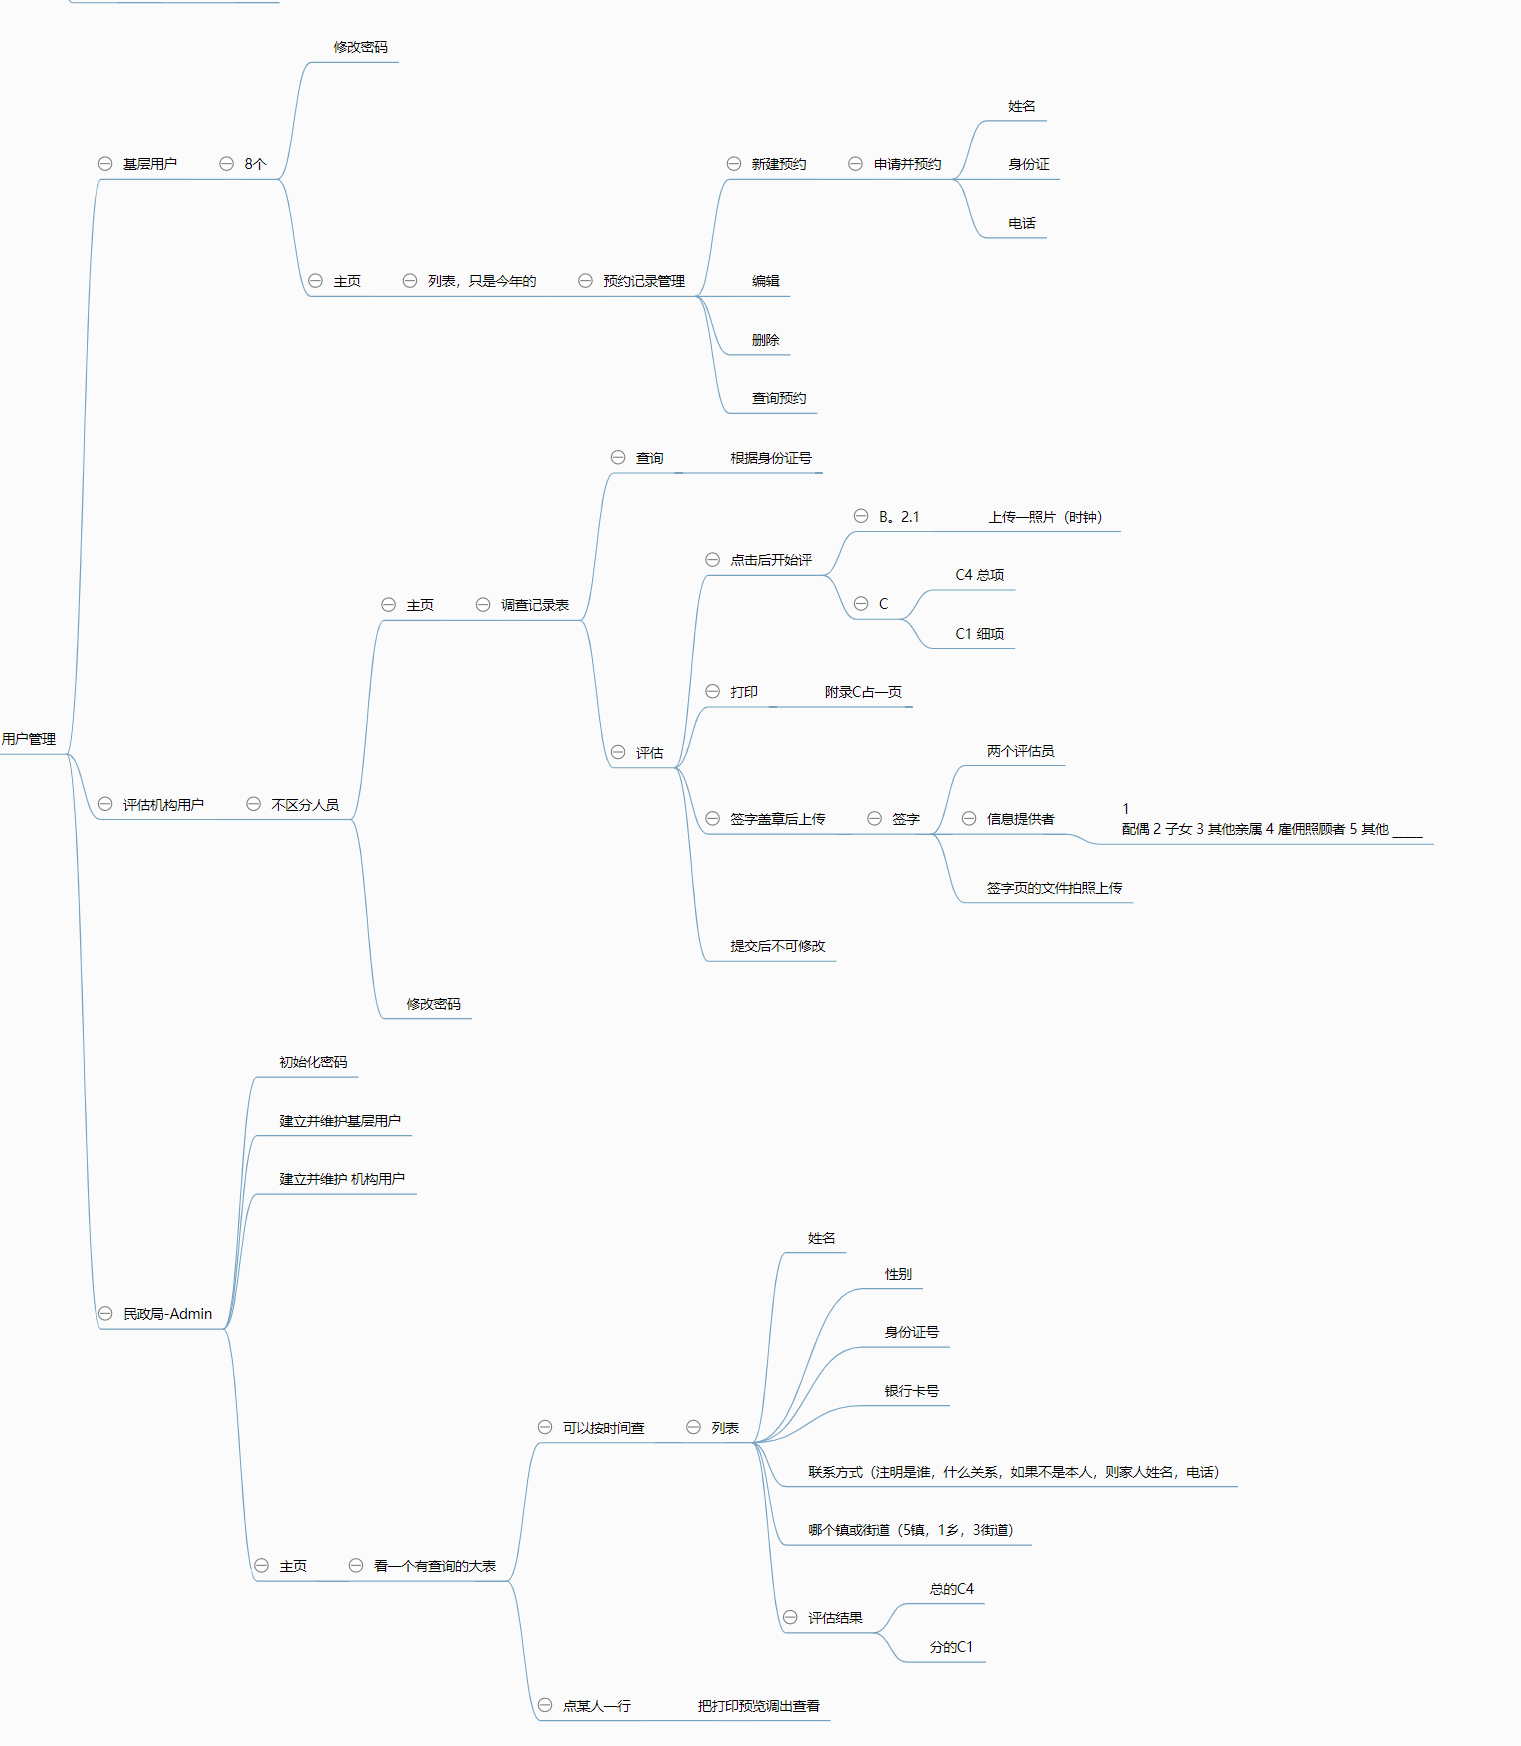 修改密码
姓名
基层用户
8个
新建预约
申请并预约
身份证
电话
主页
列表，只是今年的
预约记录管理
编辑
删除
查询预约
查询
根据身份证号
B。2.1
上传一照片（时钟）
点击后开始评
C4 总项
C
主页
调查记录表
C1 细项
打印
附录C占一页
用户管理
评估
两个评估员
评估机构用户
不区分人员
签字盖章后上传
签字
信息提供者
1
配偶 2 子女 3 其他亲属 4 雇佣照顾者 5 其他 _____
签字页的文件拍照上传
提交后不可修改
修改密码
初始化密码
建立并维护基层用户
建立并维护 机构用户
姓名
性别
民政局-Admin
身份证号
银行卡号
可以按时间查
列表
联系方式（注明是谁，什么关系，如果不是本人，则家人姓名，电话）
哪个镇或街道（5镇，1乡，3街道）
主页
看一个有查询的大表
总的C4
评估结果
分的C1
点某人一行
把打印预览调出查看